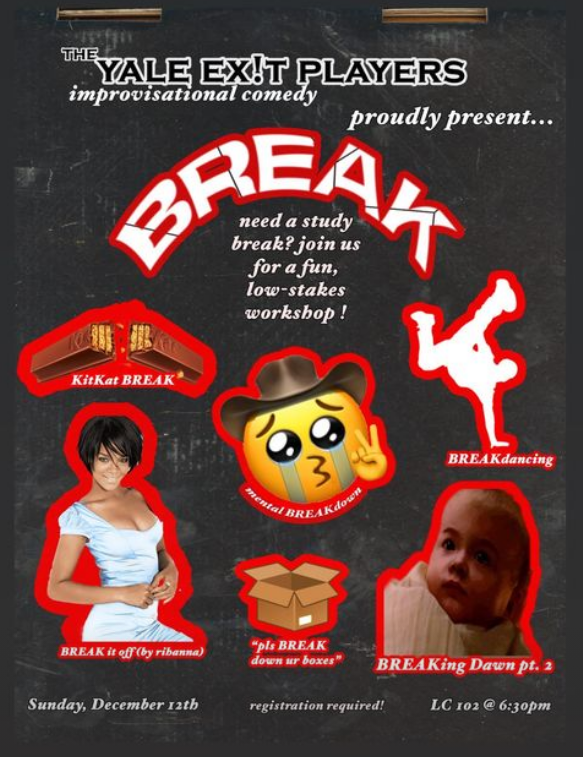 THE
YALE EX!T PLAYERS
improvisational comedy
proudly present...
BREAK
need a study
break? join us
for a fun,
low-stakes
workshop !
KitKat BREAK
BREAKdancing
mental BREAKdown
BREAK it off (by rihanna)
"pls BREAK
down ur boxes"
BREAKing Dawn pt. 2
Sunday, December 12th
registration required!
LC 102 @ 6:30pm